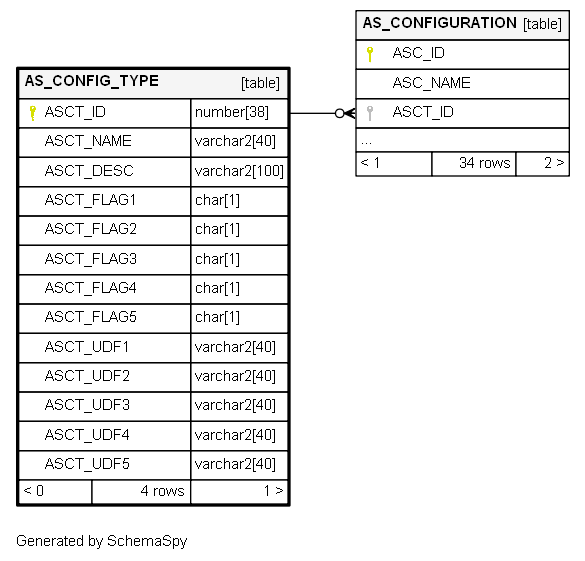 AS_CONFIGURATION [table]
ASC_ID
ASC_NAME
ASCT_ID
...
< 1 34 rows 2 >
AS_CONFIG_TYPE [table]
ASCT_ID number[38]
ASCT_NAME varchar2[40]
ASCT_DESC varchar2[100]
ASCT_FLAG1 char[1]
ASCT_FLAG2 char[1]
ASCT_FLAG3 char[1]
ASCT_FLAG4 char[1]
ASCT_FLAG5 char[1]
ASCT_UDF1 varchar2[40]
ASCT_UDF2 varchar2[40]
ASCT_UDF3 varchar2[40]
ASCT_UDF4 varchar2[40]
ASCT_UDF5 varchar2[40]
< 0 4 rows 1 >
Generated by SchemaSpy